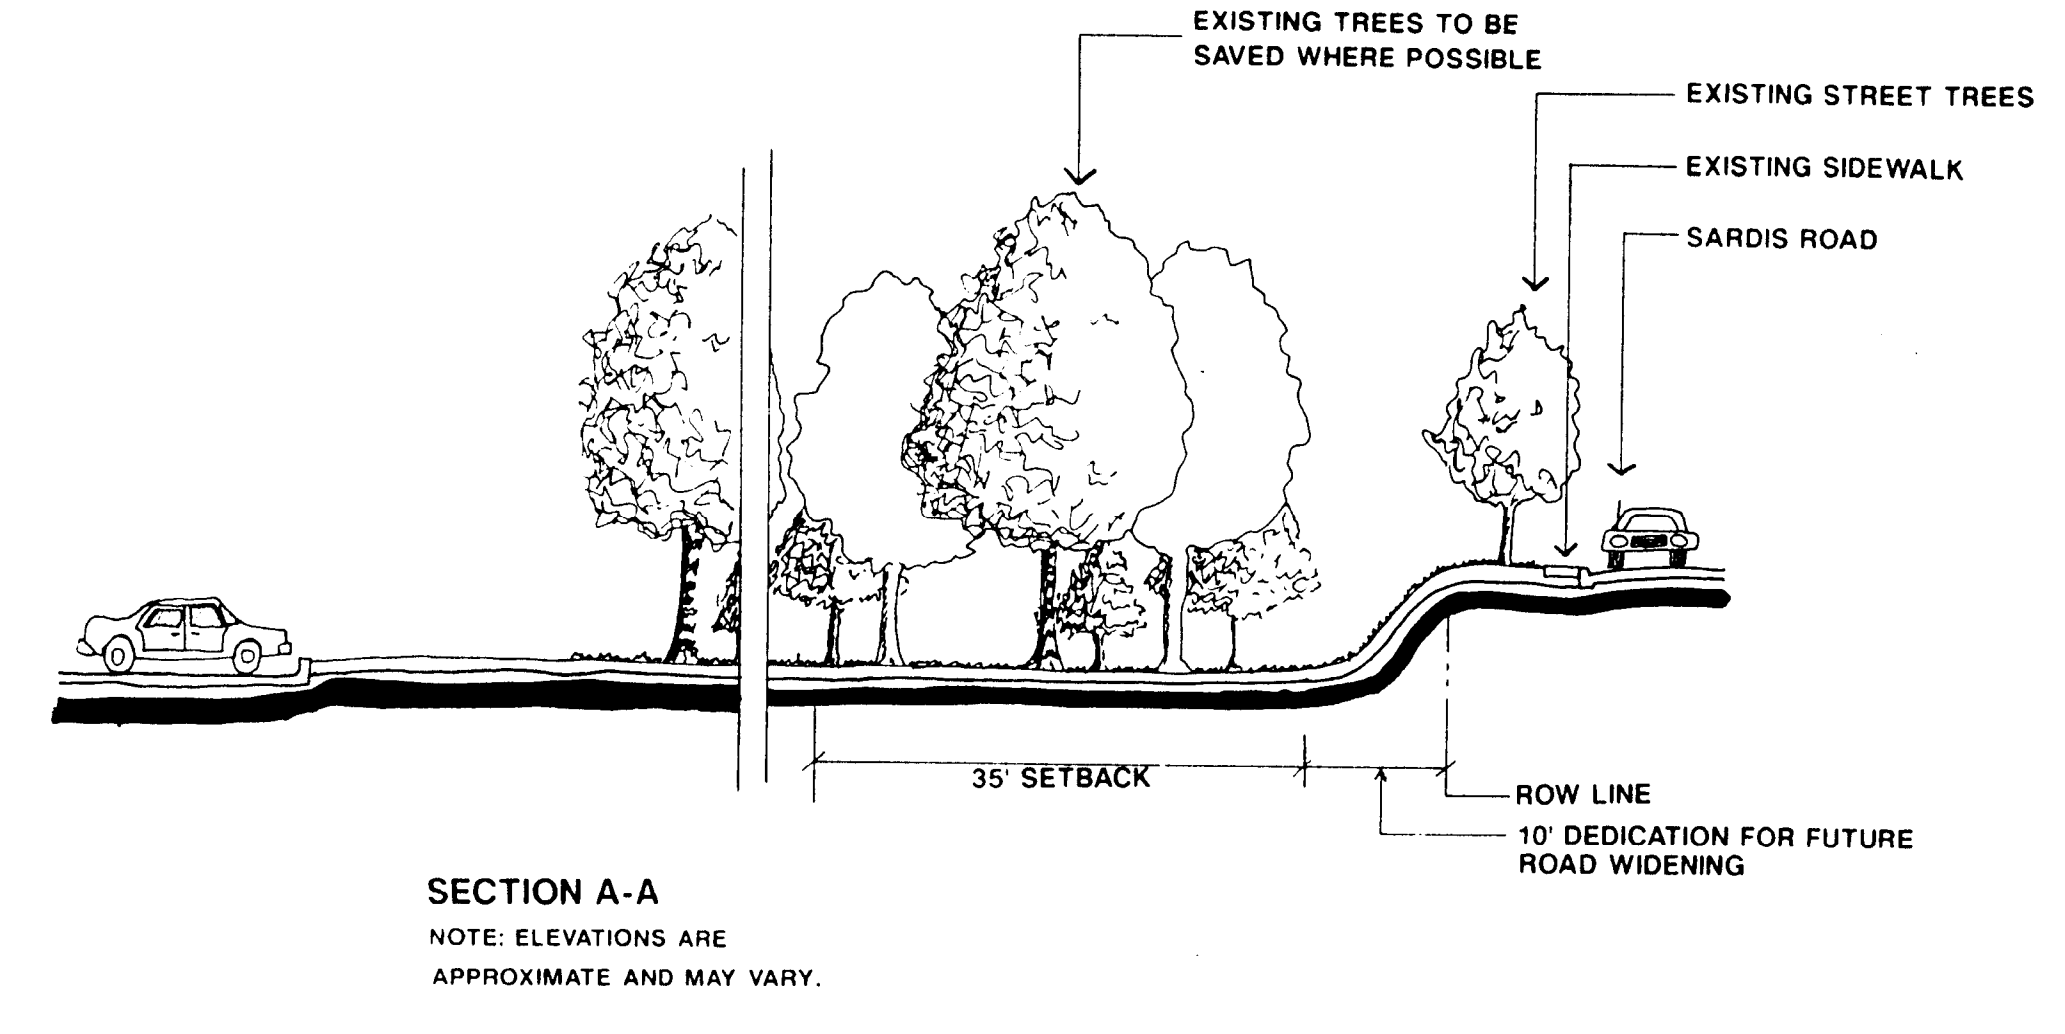 EXISTING TREES TO BE
SAVED WHERE POSSIBLE
EXISTING STREET TREES
EXISTING SIDEWALK
SARDIS ROAD
35' SETBACK
ROW LINE
10' DEDICATION FOR FUTURE
ROAD WIDENING
SECTION A-A
NOTE: ELEVATIONS ARE
APPROXIMATE AND MAY VARY.